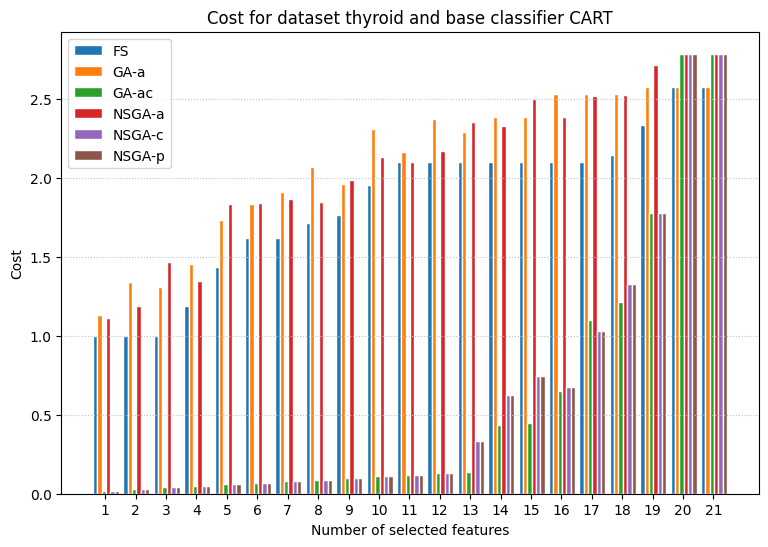 Cost for dataset thyroid and base classifier CART
FS
GA-a
GA-ac
NSGA-a
NSGA-c
NSGA-p
2.5
2.0
1.5
1.0
0.5
0.0
Cost
1 2 3 4 5 6 7 8 9 10 11 12 13 14 15 16 17 18 19 20 21
Number of selected features